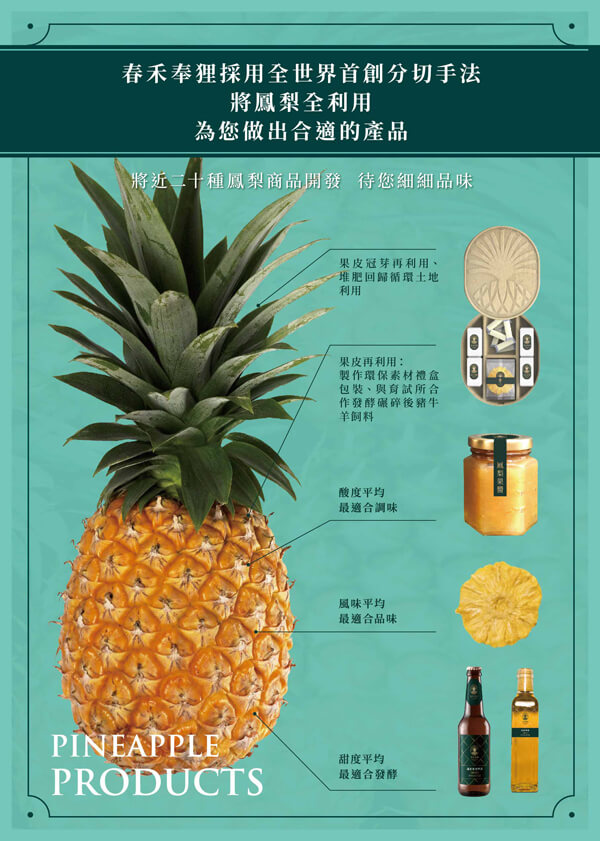 春禾奉狸採用全世界首創分切手法
將鳳梨全利用
為您做出合適的產品
將近二十種鳳梨商品開發 待您細細品味
果皮冠芽再利用、
堆肥回歸循環土地
利用
果皮再利用：
製作環保素材禮盒
包裝、與育試所合
作發酵碾碎後豬牛
羊飼料
酸度平均
最適合調味
鳳梨果醬
風味平均
最適合品味
甜度平均
最適合發酵
PINEAPPLE
PRODUCTS